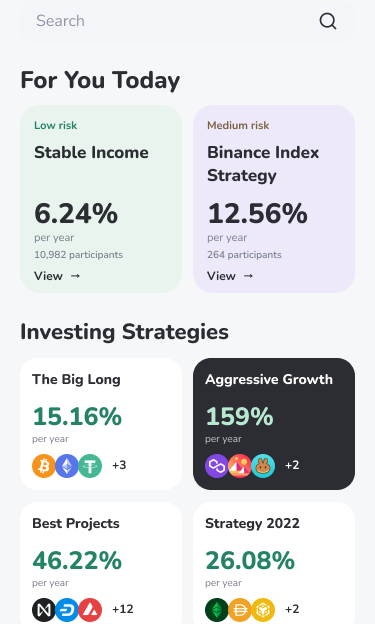 Search
For You Today
Low risk
Stable Income
6.24%
per year
10,982 participants
View →
Medium risk
Binance Index
Strategy
12.56%
per year
264 participants
View →
Investing Strategies
The Big Long
15.16%
per year
+3
Aggressive Growth
159%
per year
+2
Best Projects
46.22%
per year
+12
Strategy 2022
26.08%
per year
+2